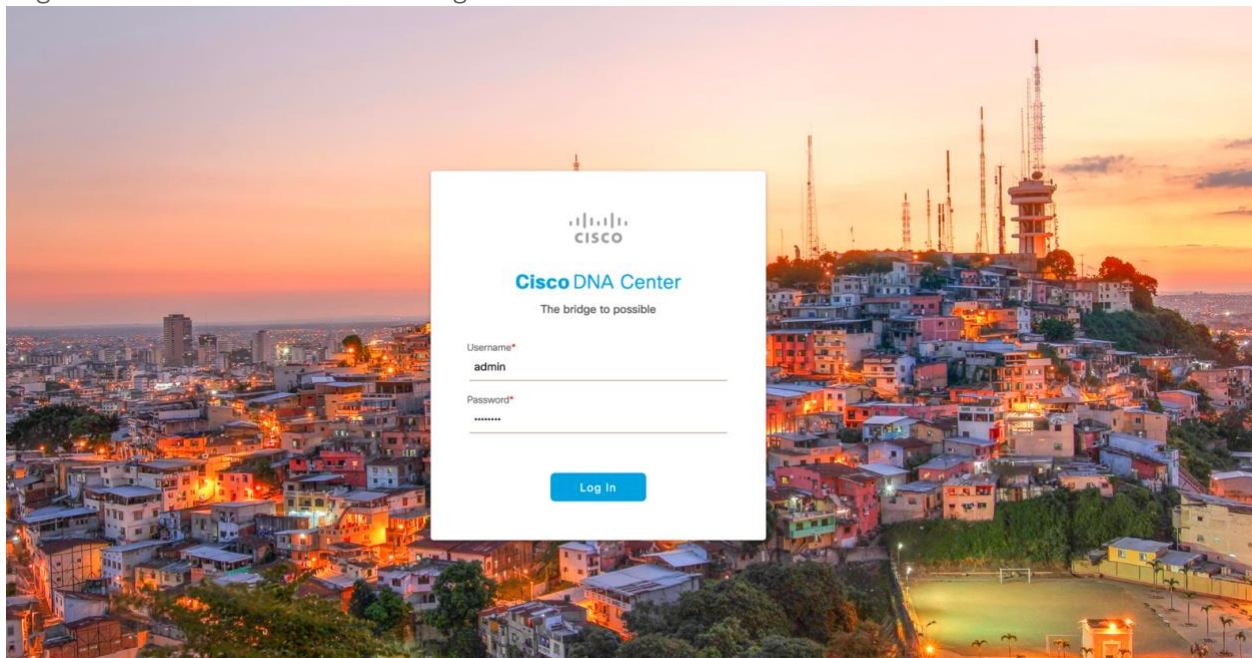 CISCO
Cisco DNA Center
The bridge to possible
Username*
admin
Password*
••••••••
Log In